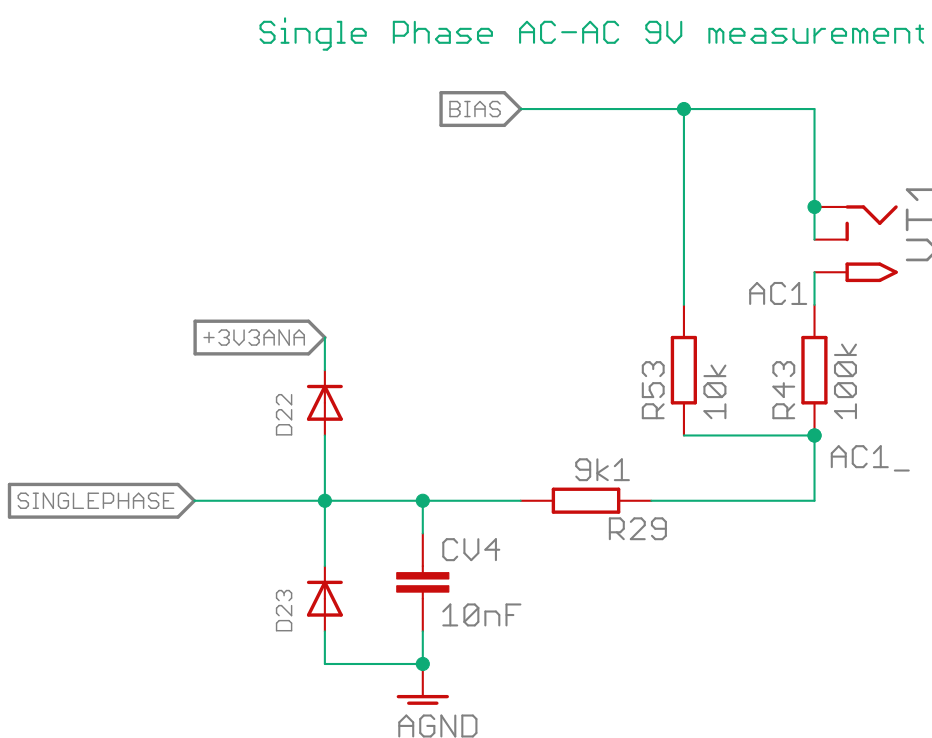 Single Phase AC-AC 9V measurement
BIAS
VT1
AC1
+3V3ANA
R53
10k
R43
100k
D22
AC1_
9k1
SINGLEPHASE
R29
CV4
D23
10nF
AGND